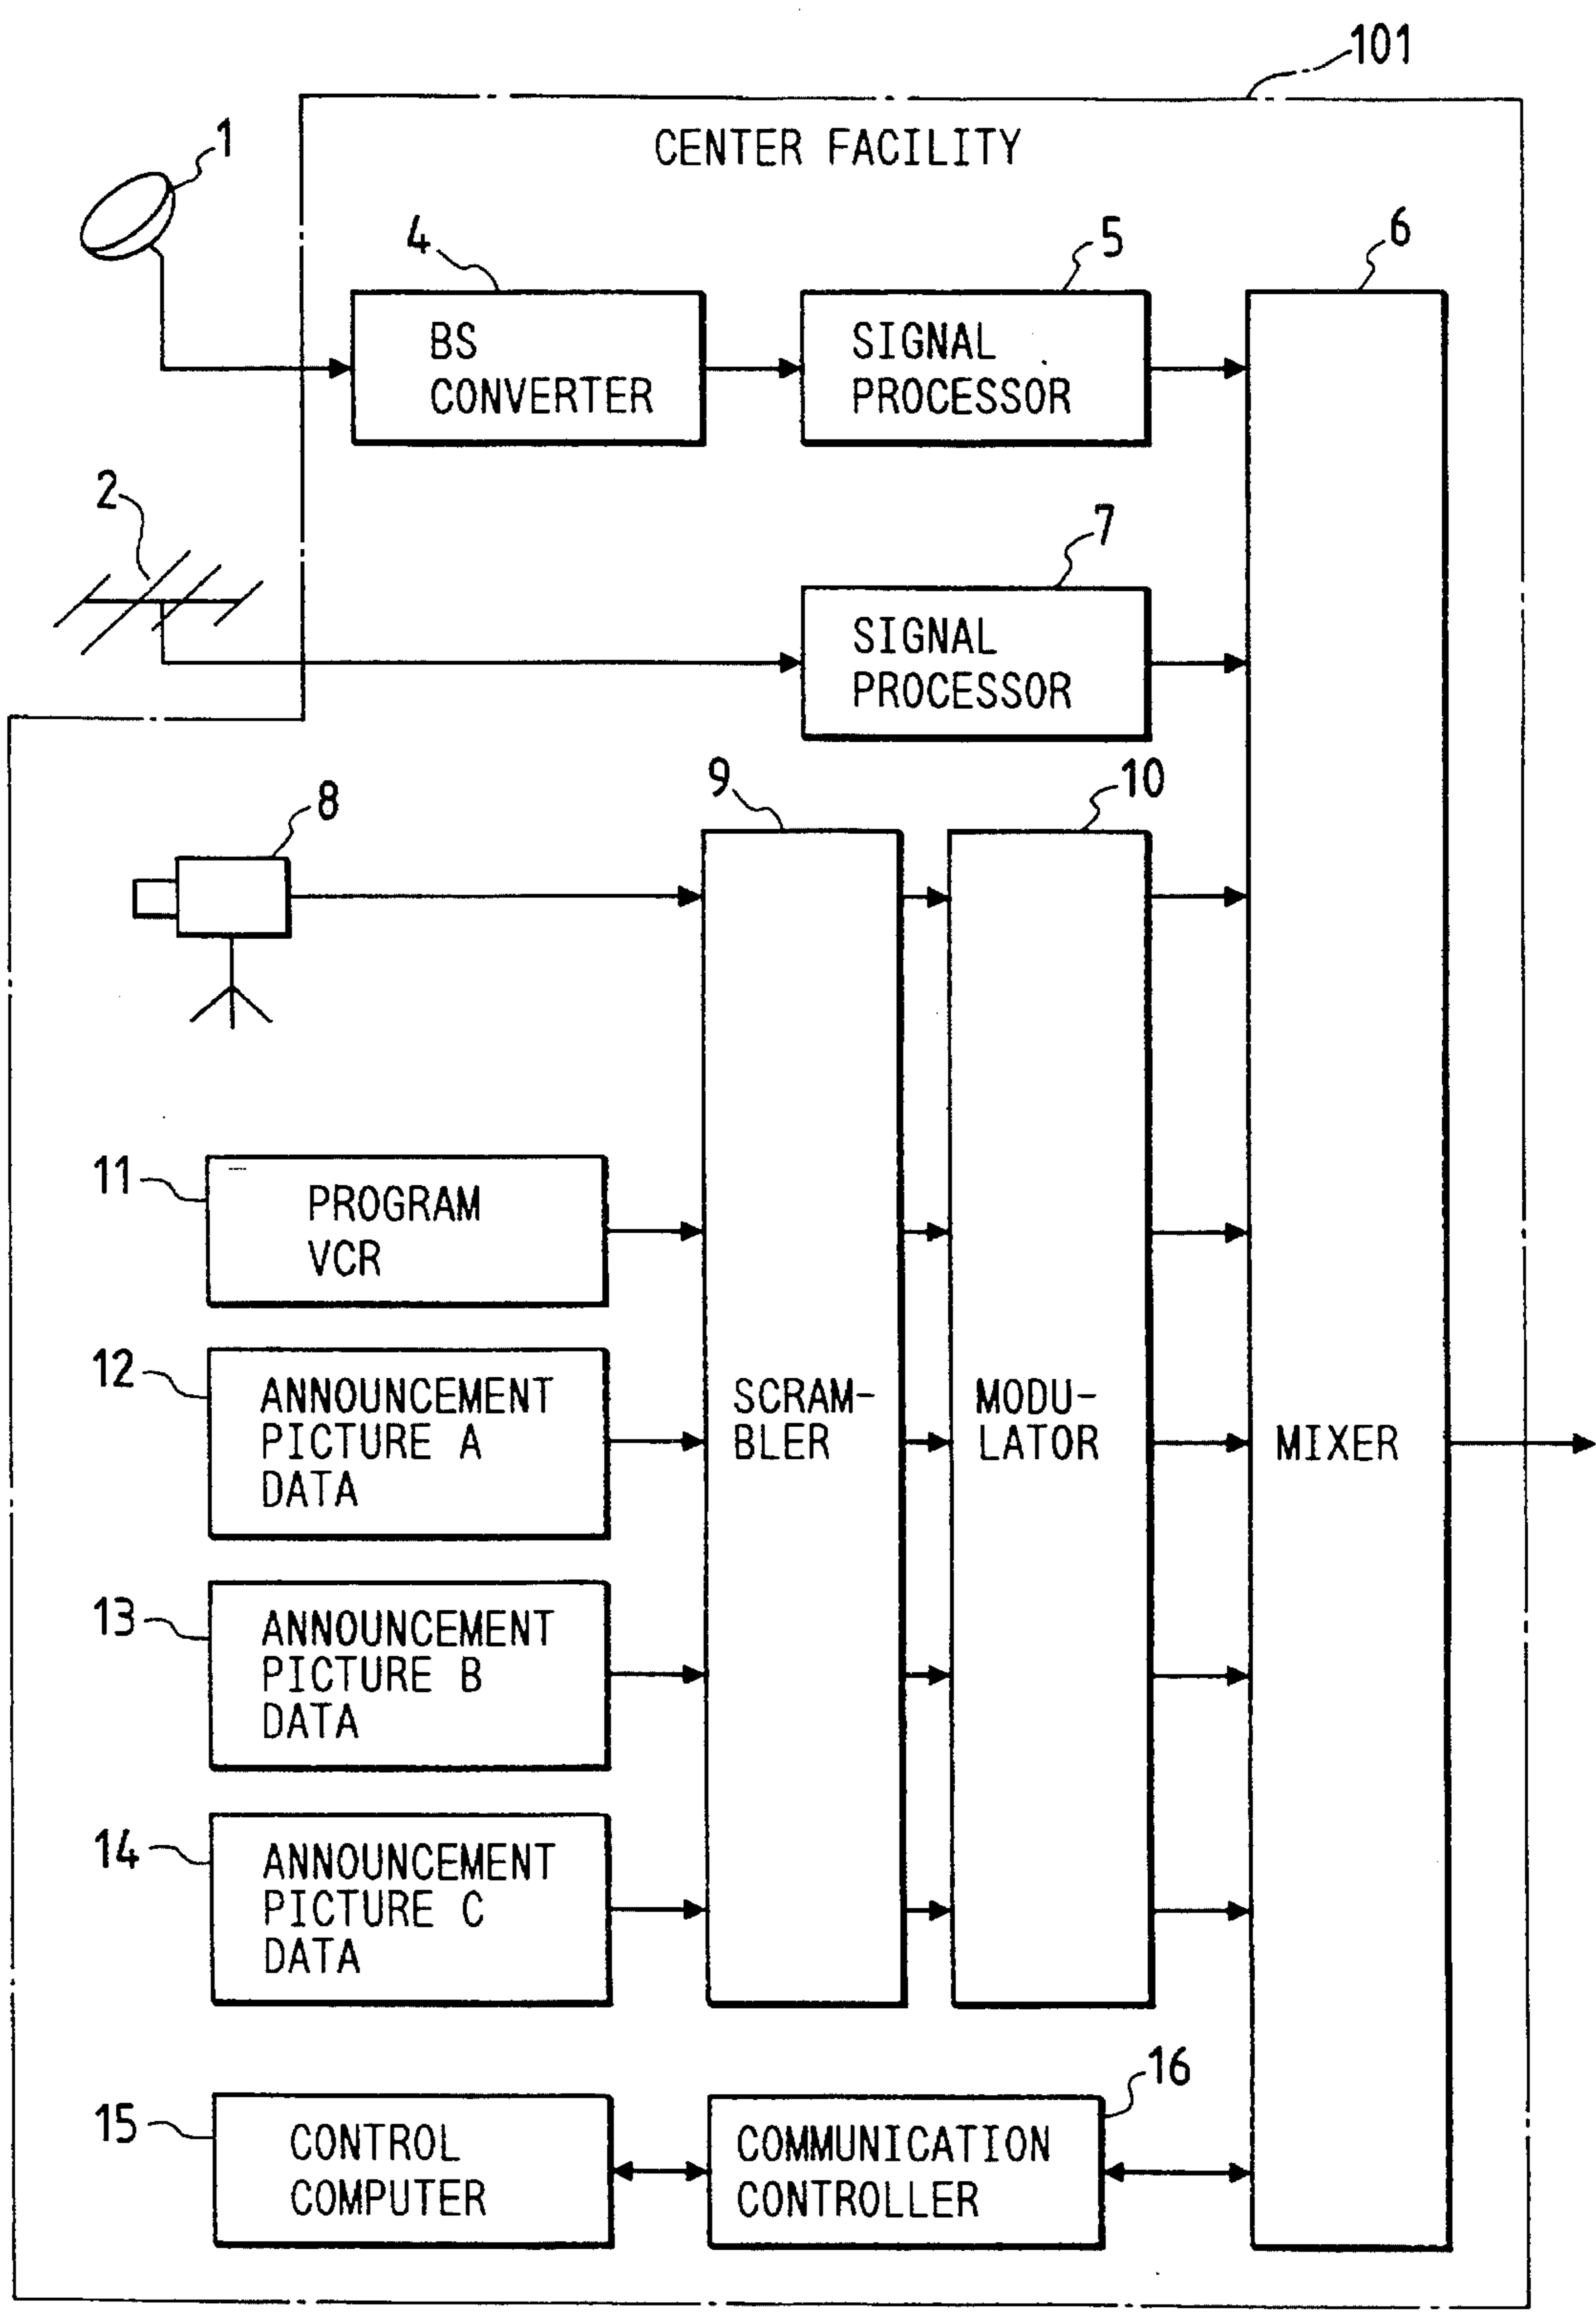 101
CENTER FACILITY
1
4
5
6
BS
CONVERTER
SIGNAL
PROCESSOR
2
7
SIGNAL
PROCESSOR
8
9
10
11
PROGRAM
VCR
12
ANNOUNCEMENT
PICTURE A
DATA
SCRAM-
BLER
MODU-
LATOR
MIXER
13
ANNOUNCEMENT
PICTURE B
DATA
14
ANNOUNCEMENT
PICTURE C
DATA
15
CONTROL
COMPUTER
16
COMMUNICATION
CONTROLLER